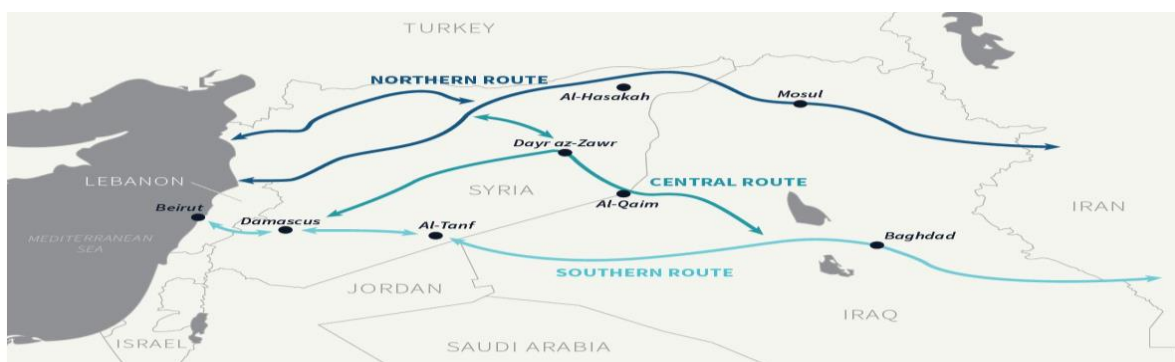 TURKEY
NORTHERN ROUTE
Al-Hasakah
Mosul
Dayr az-Zawr
LEBANON
SYRIA
CENTRAL ROUTE
Al-Qaim
IRAN
Beirut
Damascus
Al-Tanf
MEDITERRANEAN
SEA
Baghdad
SOUTHERN ROUTE
JORDAN
IRAQ
ISRAEL
SAUDI ARABIA